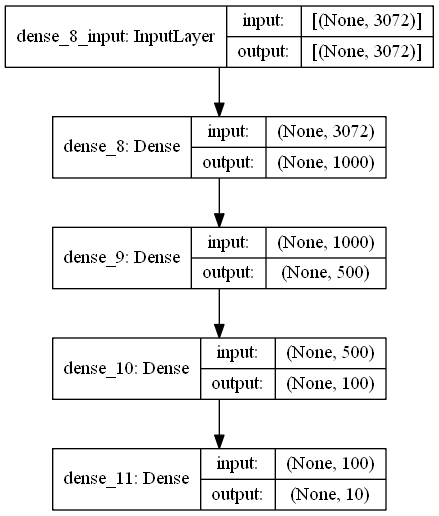 dense_8_input: InputLayer input: [(None, 3072)]
output: [(None, 3072)]
dense_8: Dense input: (None, 3072)
output: (None, 1000)
dense_9: Dense input: (None, 1000)
output: (None, 500)
dense_10: Dense input: (None, 500)
output: (None, 100)
dense_11: Dense input: (None, 100)
output: (None, 10)